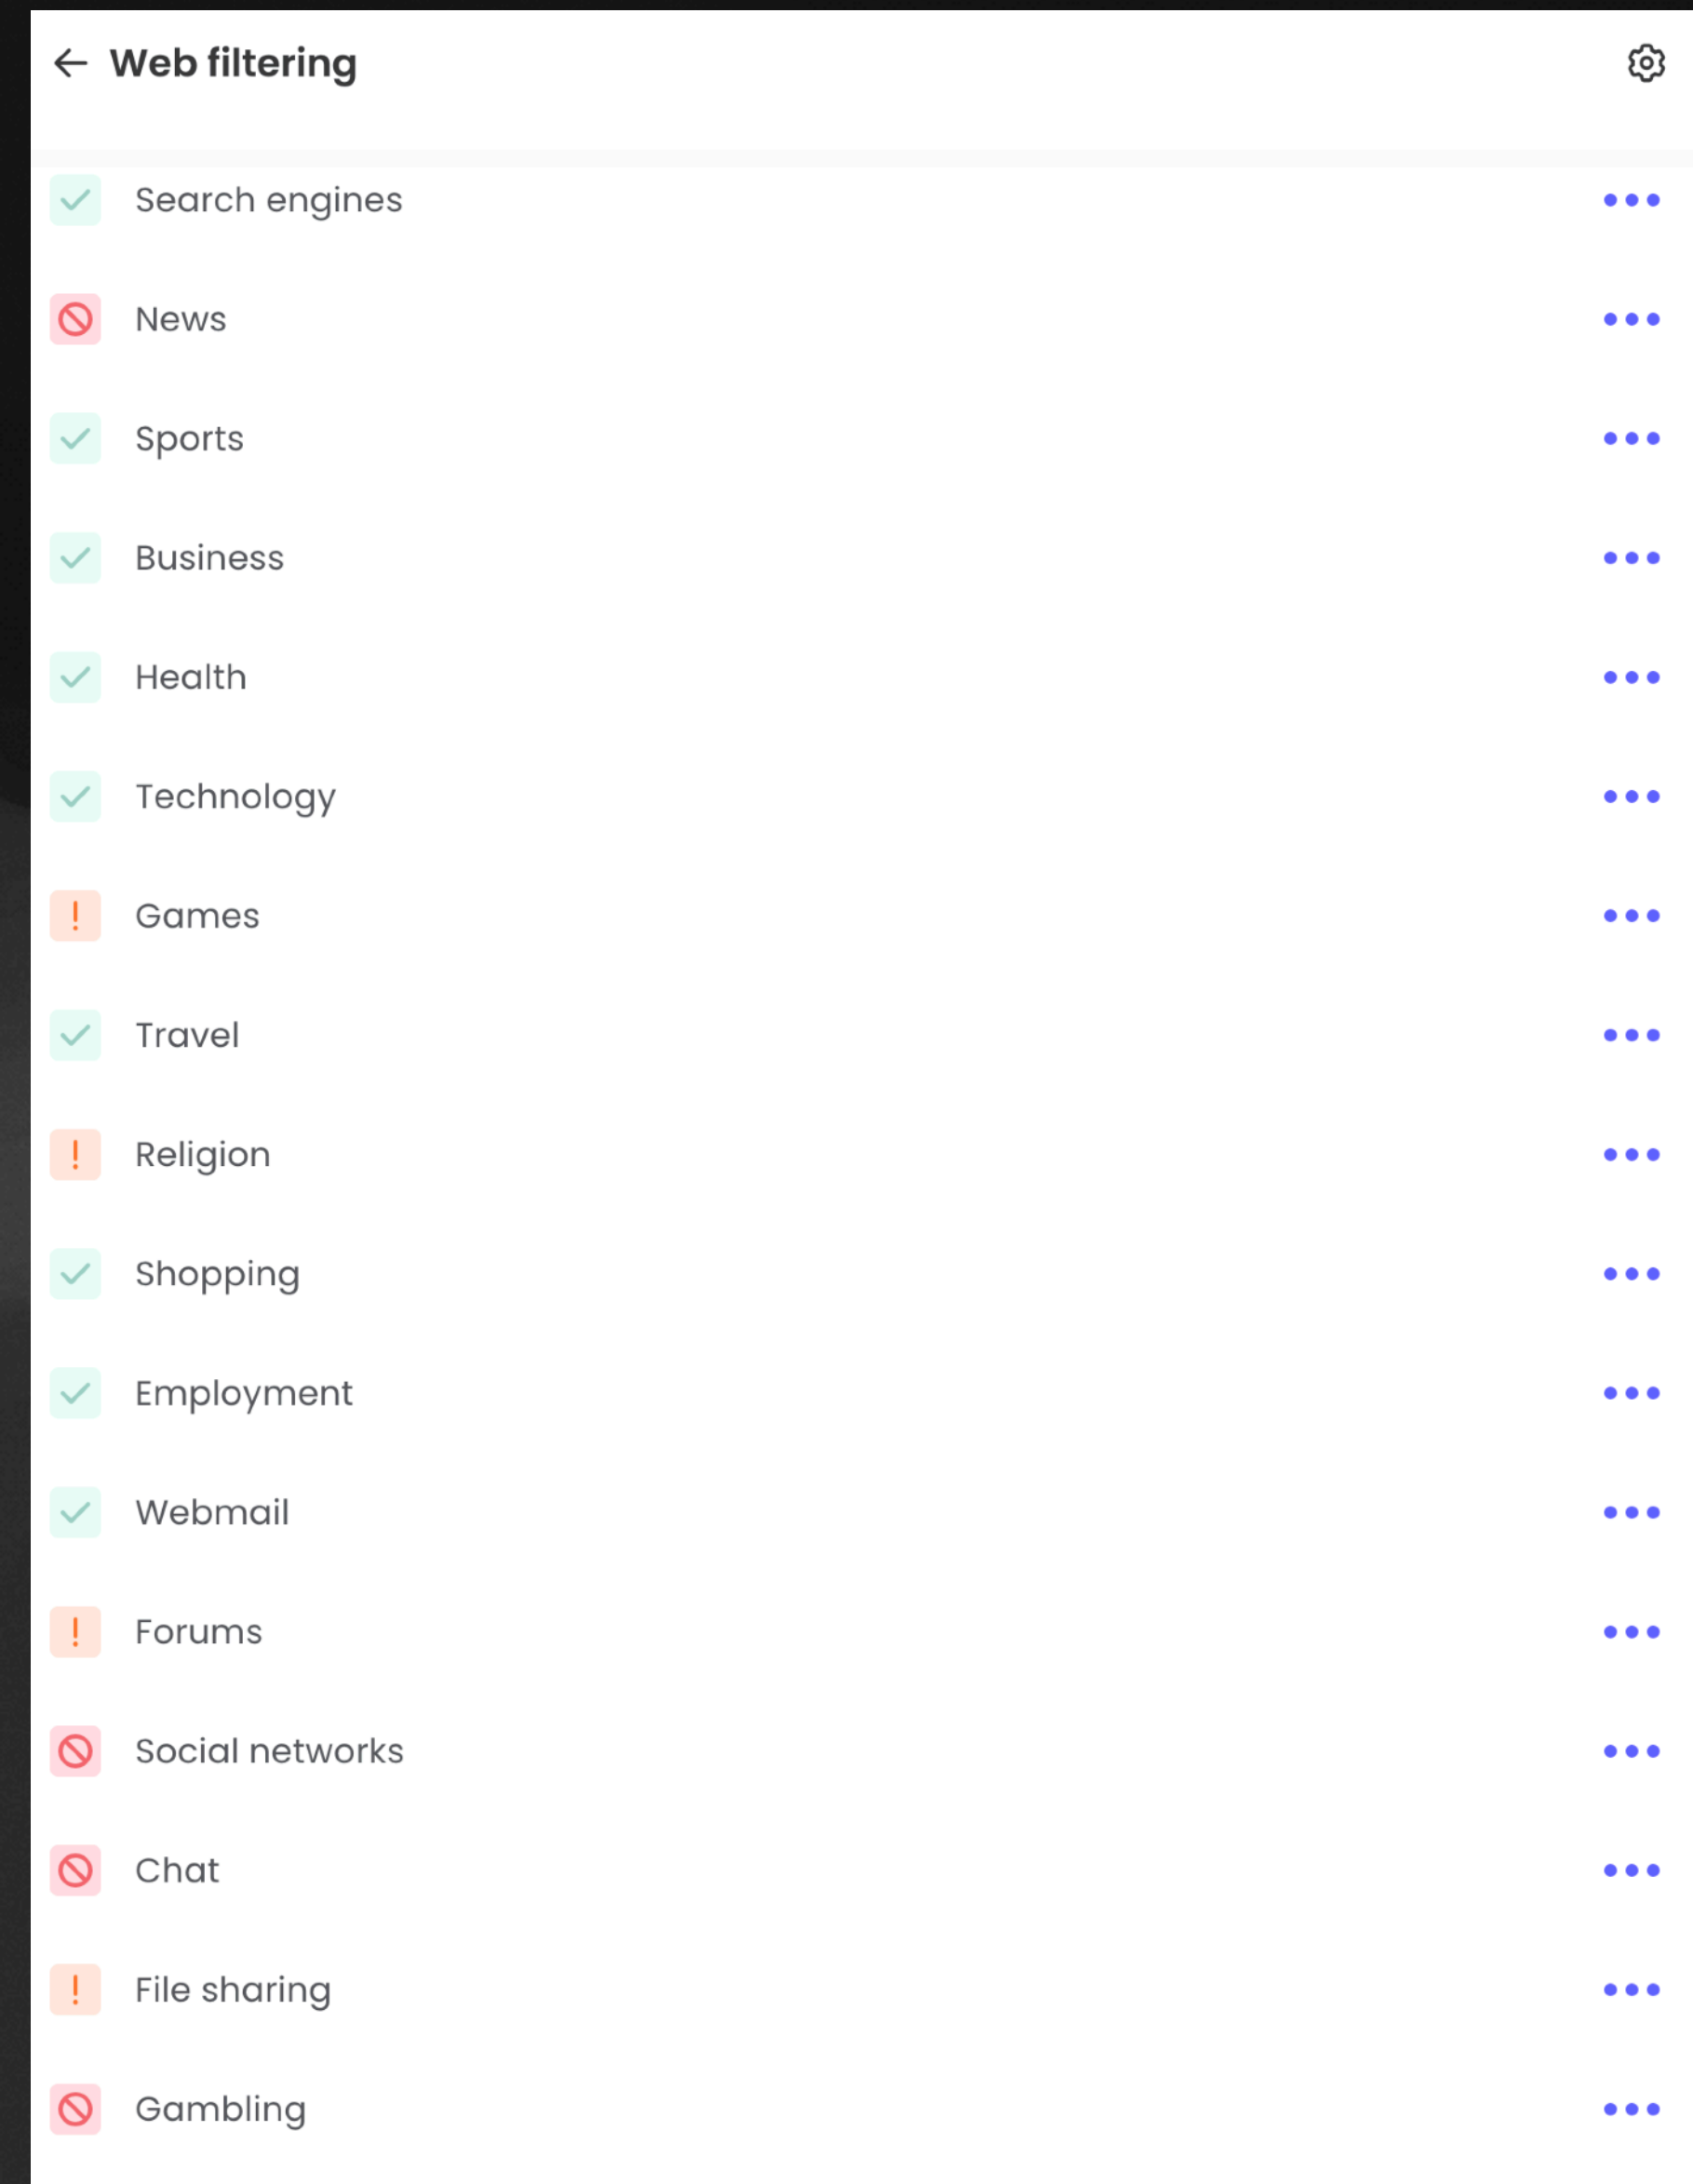 Web filtering
Search engines
News
Sports
Business
Health
Technology
Games
Travel
Religion
Shopping
Employment
Webmail
Forums
Social networks
Chat
File sharing
Gambling